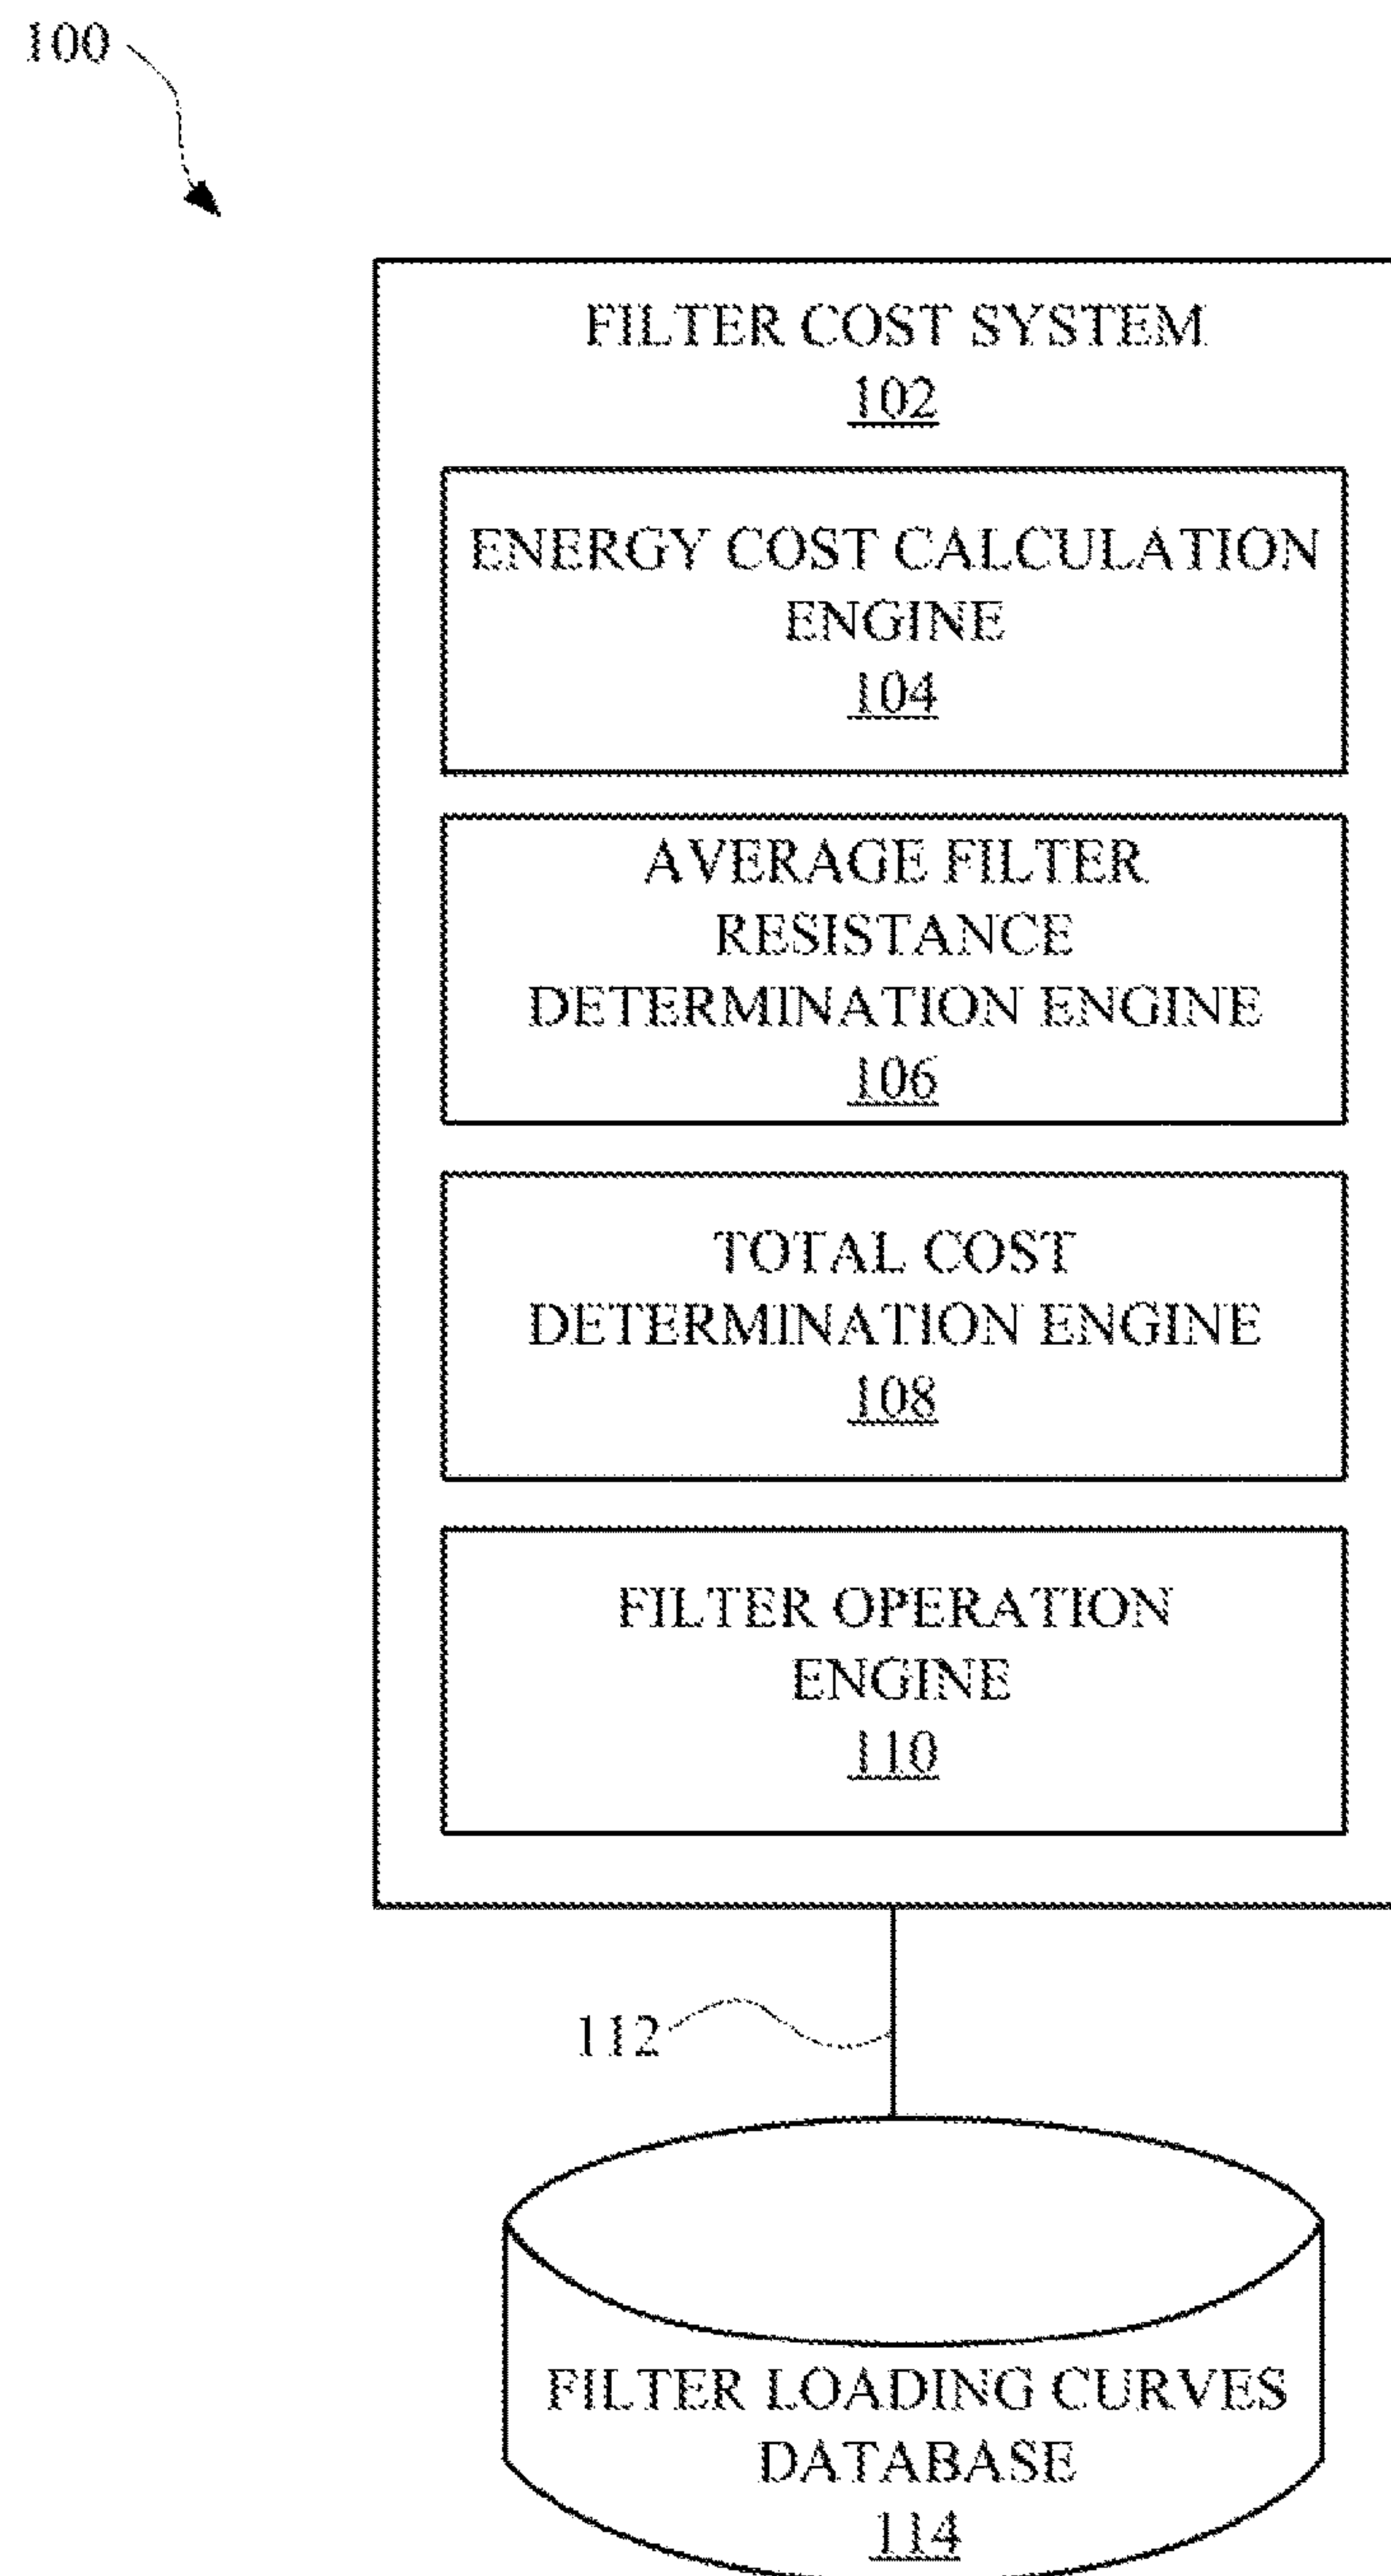 100
FILTER COST SYSTEM
102
ENERGY COST CALCULATION
ENGINE
104
AVERAGE FILTER
RESISTANCE
DETERMINATION ENGINE
106
TOTAL COST
DETERMINATION ENGINE
108
FILTER OPERATION
ENGINE
110
112
FILTER LOADING CURVES
DATABASE
114